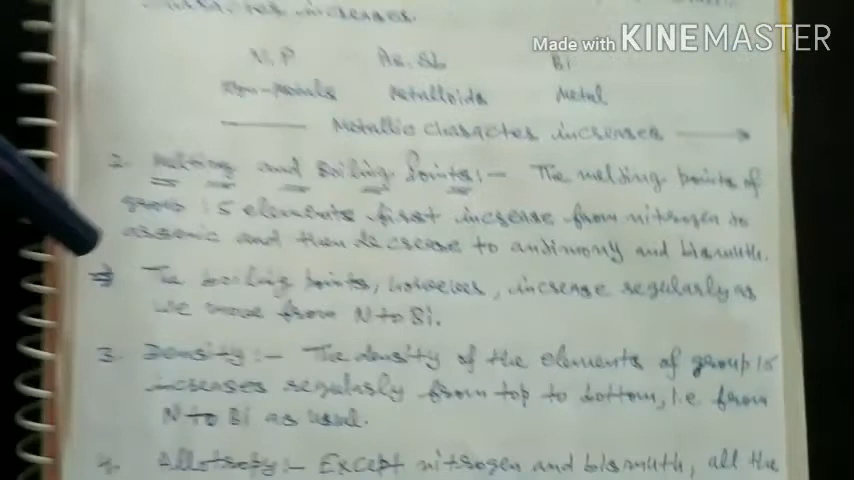 increases.
Made with KINEMASTER
N, P As, Sb Bi
Non-Metals Metalloids Metal
Metallic character increases
2. Melting and Boiling Points:- The melting points of
group 15 elements first increase from nitrogen to
arsenic and then decrease to antimony and bismuth.
⇒ The boiling points, however, increase regularly as
we move from N to Bi.
3. Density:- The density of the elements of group 15
increases regularly from top to bottom, i.e from
N to Bi as usual.
4. Allotropy:- Except nitrogen and bismuth, all the